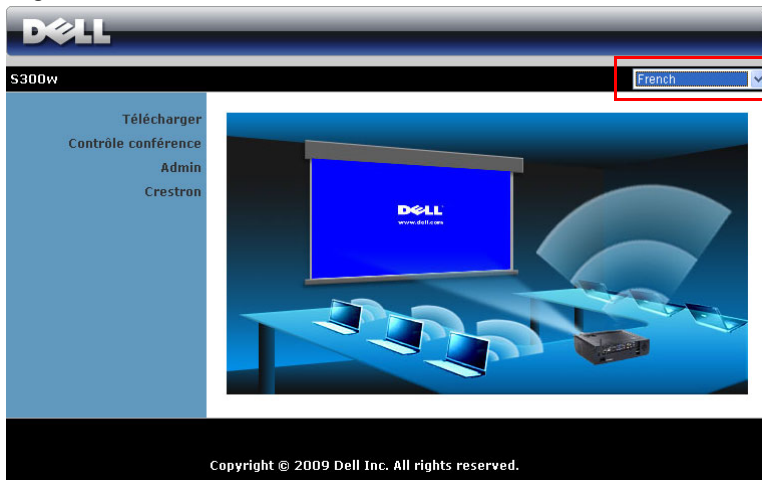 DELL
S300w
French
Télécharger
Contrôle conférence
Admin
Crestron
DELL
www.dell.com
Copyright © 2009 Dell Inc. All rights reserved.